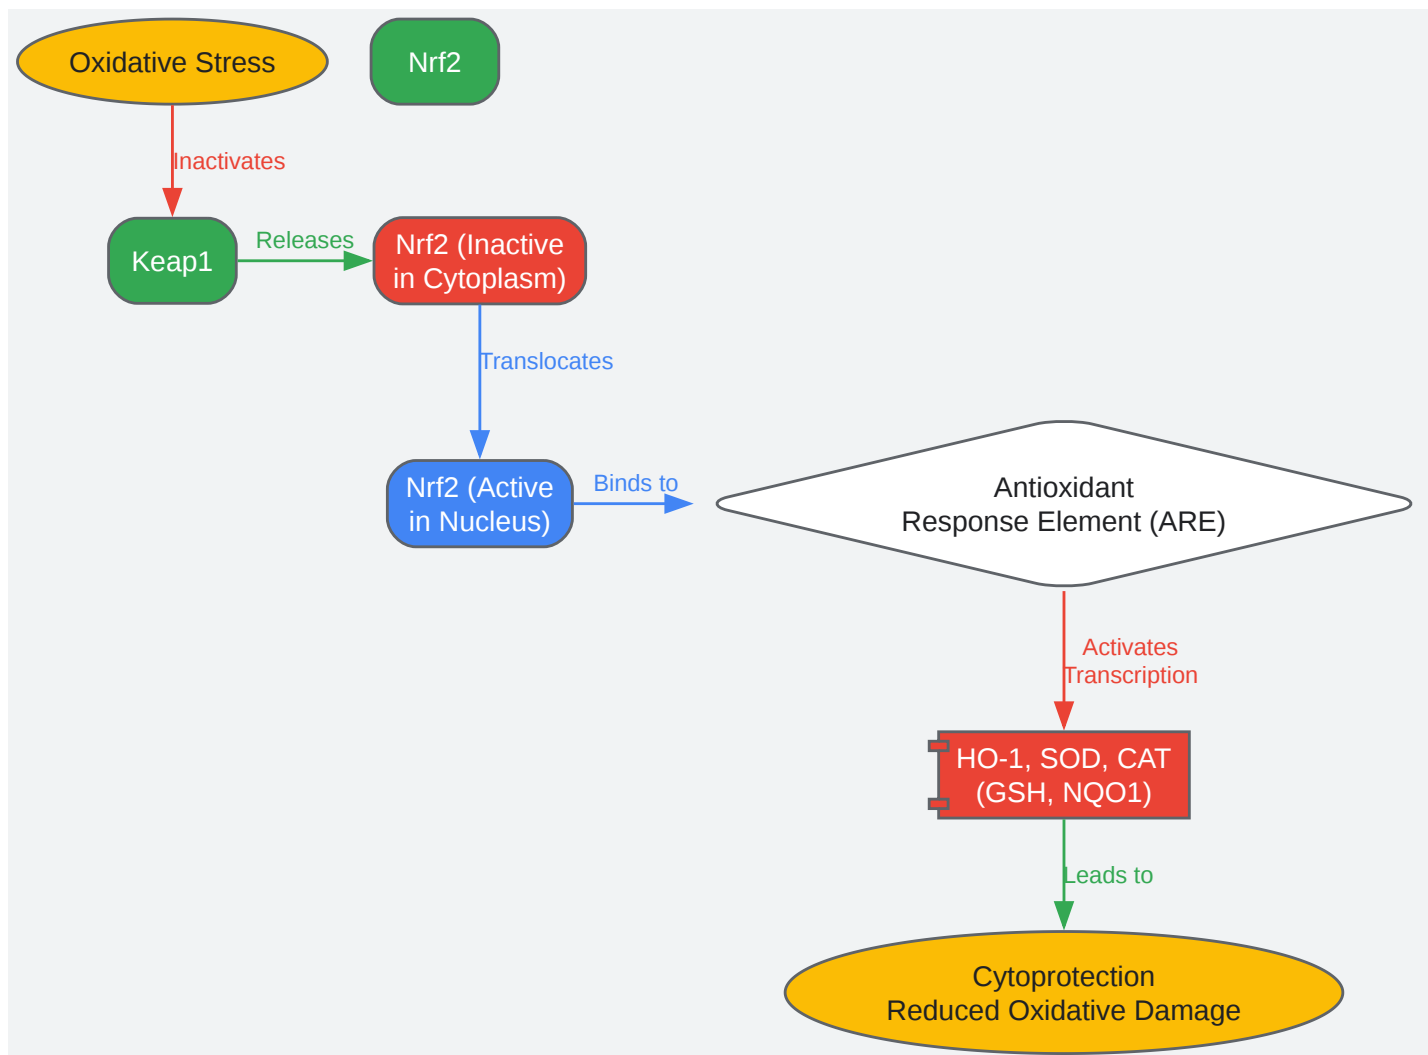 Oxidative Stress
Nrf2
Inactivates
Keap1
Releases
Nrf2 (Inactive
in Cytoplasm)
Translocates
Nrf2 (Active
in Nucleus)
Binds to
Antioxidant
Response Element (ARE)
Activates
Transcription
HO-1, SOD, CAT
(GSH, NQO1)
Leads to
Cytoprotection
Reduced Oxidative Damage